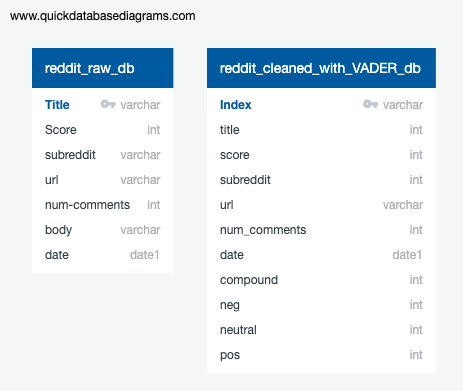 www.quickdatabasediagrams.com
reddit_raw_db
Title varchar
Score int
subreddit varchar
url varchar
num-comments int
body varchar
date date1
reddit_cleaned_with_VADER_db
Index varchar
title int
score int
subreddit int
url varchar
num_comments int
date date1
compound int
neg int
neutral int
pos int